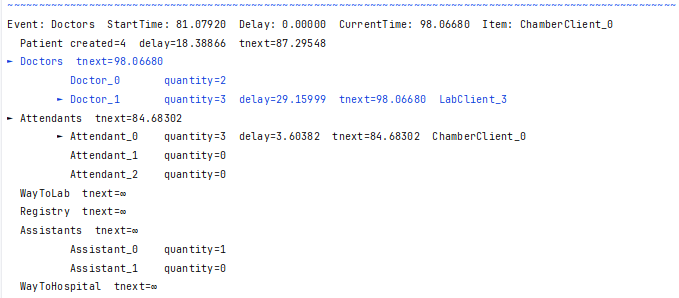 ~~~~~~~~~~~~~~~~~~~~~~~~~~~~~~~~~~~~~~~~~~~~~~~~~~~~~~~~~~~~~~~~~~~~~~~~~~~~~~~~~~~~~~~~~~~~~~~~~~~~~~~~~~~
Event: Doctors  StartTime: 81.07920  Delay: 0.00000  CurrentTime: 98.06680  Item: ChamberClient_0
  Patient created=4  delay=18.38866  tnext=87.29548
► Doctors  tnext=98.06680
          Doctor_0       quantity=2
        ► Doctor_1       quantity=3  delay=29.15999  tnext=98.06680  LabClient_3
► Attendants  tnext=84.68302
        ► Attendant_0    quantity=3  delay=3.60382  tnext=84.68302  ChamberClient_0
          Attendant_1    quantity=0
          Attendant_2    quantity=0
  WayToLab  tnext=∞
  Registry  tnext=∞
  Assistants  tnext=∞
          Assistant_0    quantity=1
          Assistant_1    quantity=0
  WayToHospital  tnext=∞